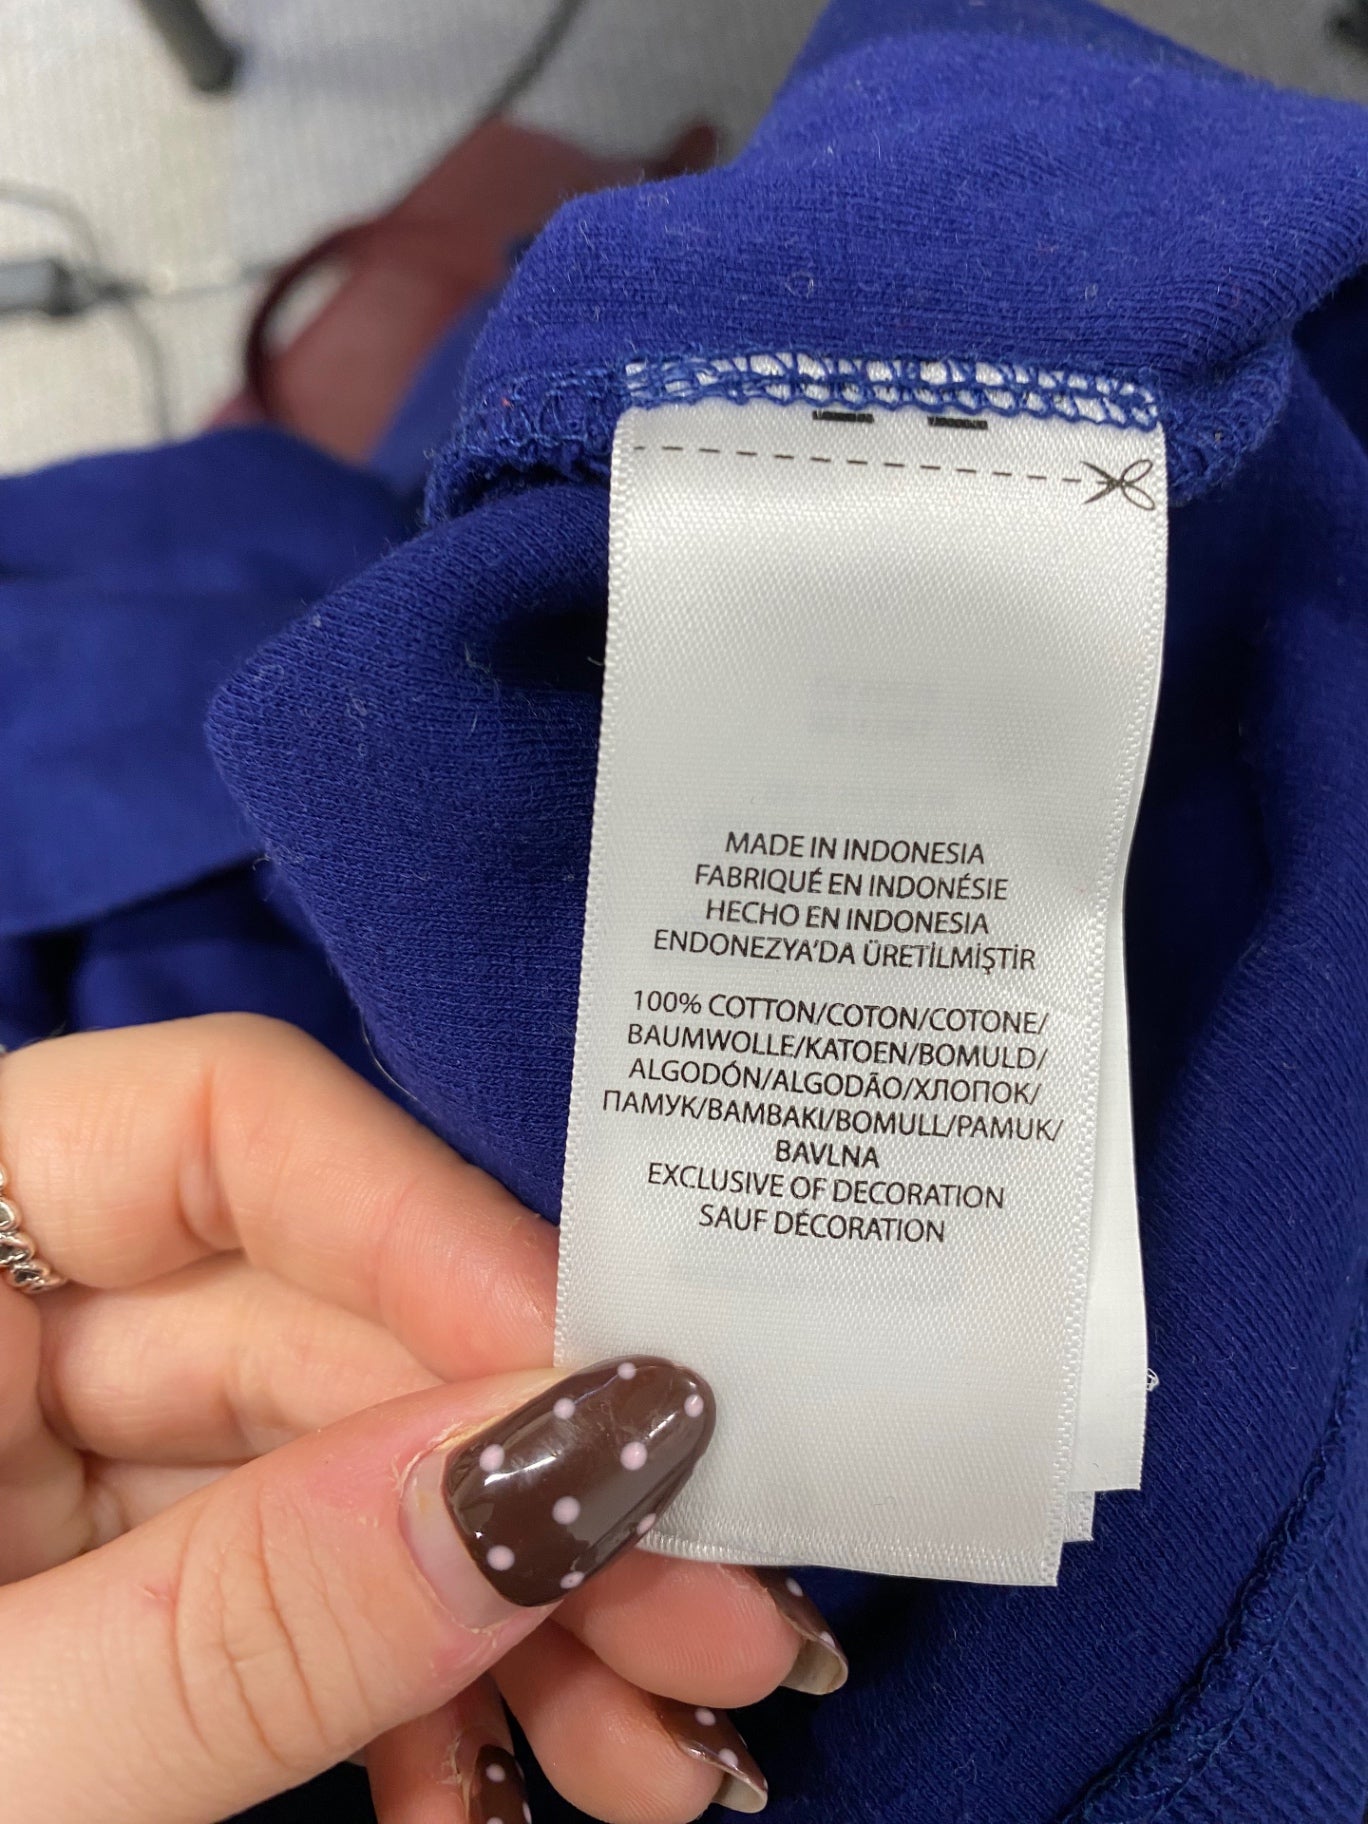 MADE IN INDONESIA
FABRIQUÉ EN INDONÉSIE
HECHO EN INDONESIA
ENDONEZYA'DA ÜRETİLMİŞTİR
100% COTTON/COTON/COTONE/
BAUMWOLLE/KATOEN/BOMULD/
ALGODÓN/ALGODÃO/ХЛОПОК/
ПАМУК/BAMBAKI/BOMULL/PAMUK/
BAVLNA
EXCLUSIVE OF DECORATION
SAUF DÉCORATION